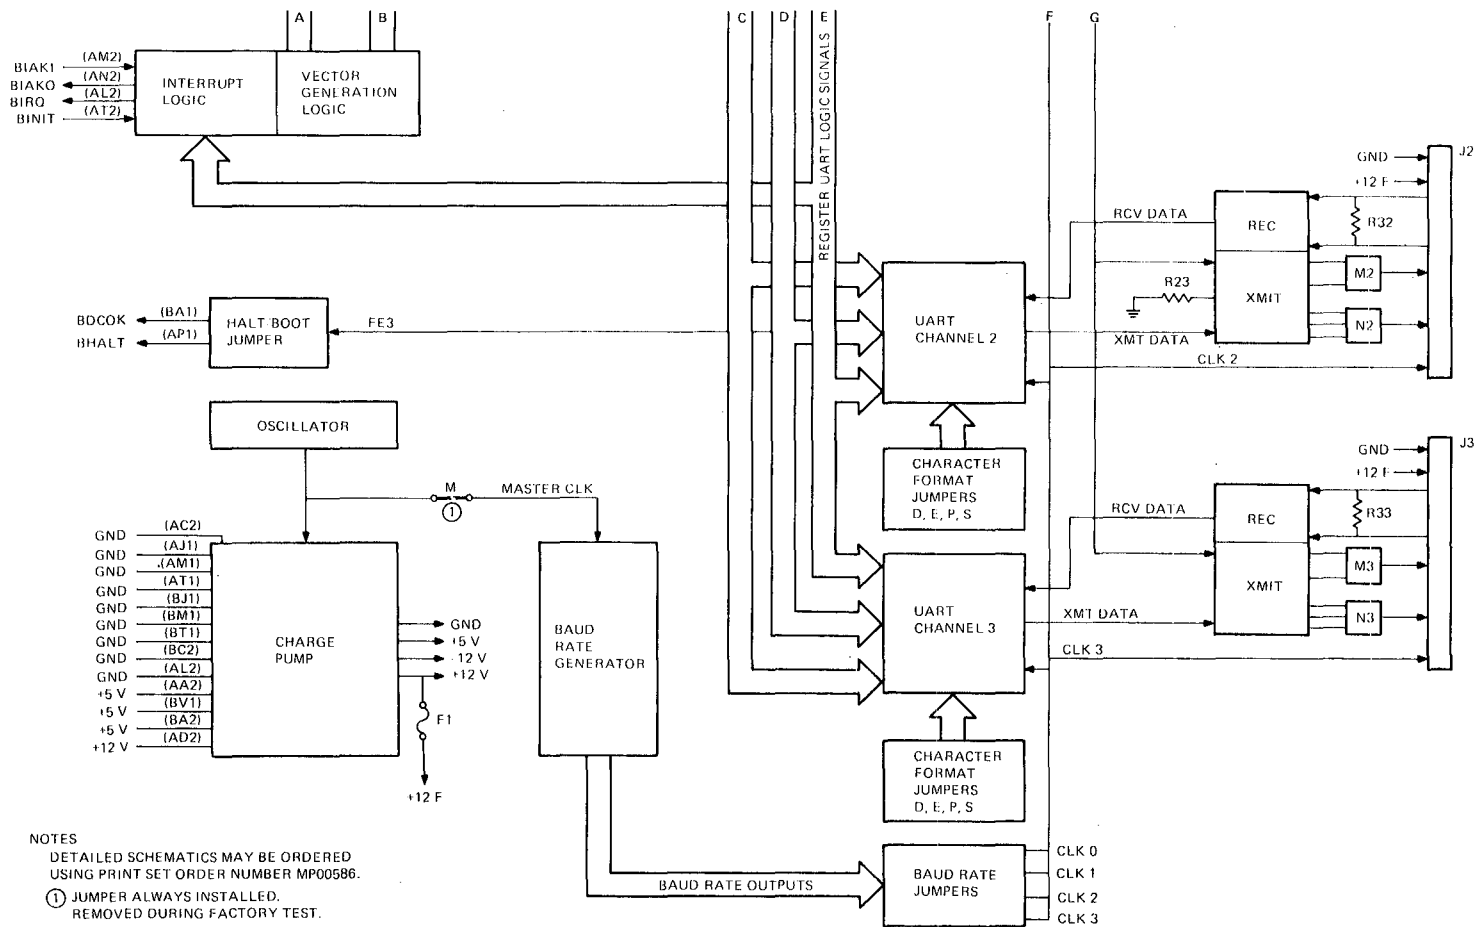 A B C D E F G
REGISTER UART LOGIC SIGNALS
BIAK1 (AM2)
BIAKO (AN2)
BIRQ (AL2)
BINIT (AT2)
INTERRUPT
LOGIC
VECTOR
GENERATION
LOGIC
J2
GND
+12 F
RCV DATA
REC
R32
R23
XMIT
M2
N2
UART
CHANNEL 2
XMT DATA
CLK 2
BDCOK (BA1)
BHALT (AP1)
HALT-BOOT
JUMPER
FE3
OSCILLATOR
CHARACTER
FORMAT
JUMPERS
D, E, P, S
J3
GND
+12 F
RCV DATA
REC
R33
XMIT
M3
N3
UART
CHANNEL 3
XMT DATA
CLK 3
M
1
MASTER CLK
GND (AC2)
GND (AJ1)
GND (AM1)
GND (AT1)
GND (BJ1)
GND (BM1)
GND (BT1)
GND (BC2)
GND (AL2)
+5 V (AA2)
+5 V (BV1)
+5 V (BA2)
+12 V (AD2)
CHARGE
PUMP
GND
+5 V
-12 V
+12 V
F1
+12 F
BAUD
RATE
GENERATOR
CHARACTER
FORMAT
JUMPERS
D, E, P, S
BAUD RATE OUTPUTS
BAUD RATE
JUMPERS
CLK 0
CLK 1
CLK 2
CLK 3
NOTES
DETAILED SCHEMATICS MAY BE ORDERED
USING PRINT SET ORDER NUMBER MP00586.
1 JUMPER ALWAYS INSTALLED.
REMOVED DURING FACTORY TEST.